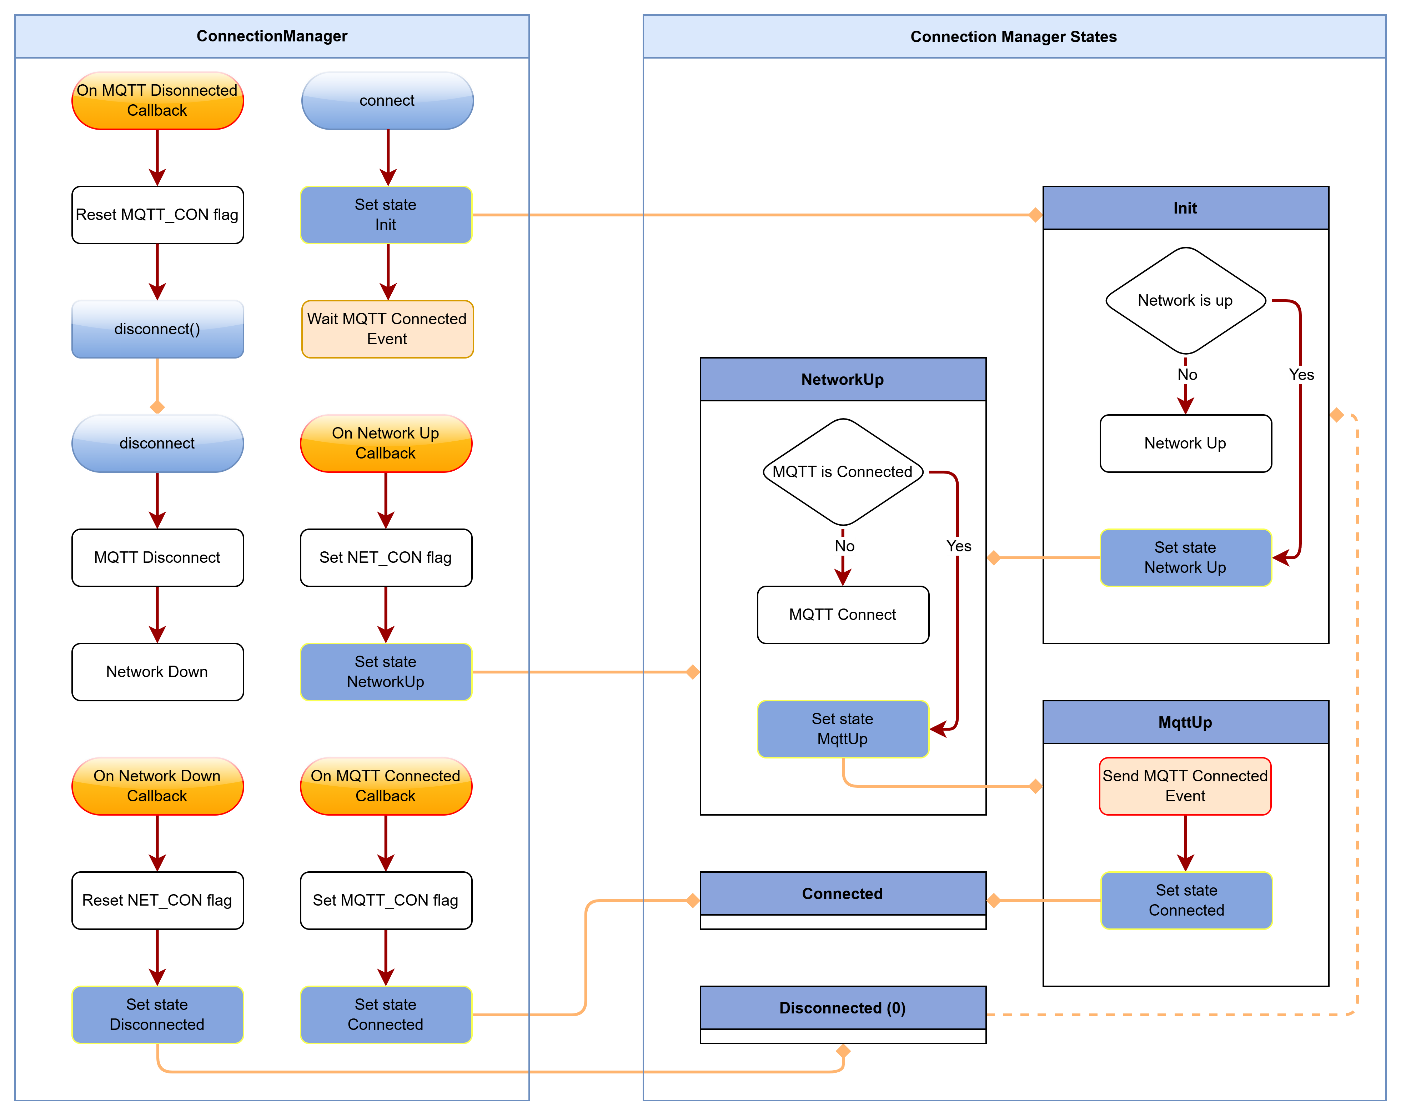 ConnectionManager
On MQTT Disonnected
Callback
Reset MQTT_CON flag
disconnect()
disconnect
MQTT Disconnect
Network Down
On Network Down
Callback
Reset NET_CON flag
Set state
Disconnected
connect
Set state
Init
Wait MQTT Connected
Event
On Network Up
Callback
Set NET_CON flag
Set state
NetworkUp
On MQTT Connected
Callback
Set MQTT_CON flag
Set state
Connected
Connection Manager States
NetworkUp
MQTT is Connected
No
Yes
MQTT Connect
Set state
MqttUp
Connected
Disconnected (0)
Init
Network is up
No
Yes
Network Up
Set state
Network Up
MqttUp
Send MQTT Connected
Event
Set state
Connected